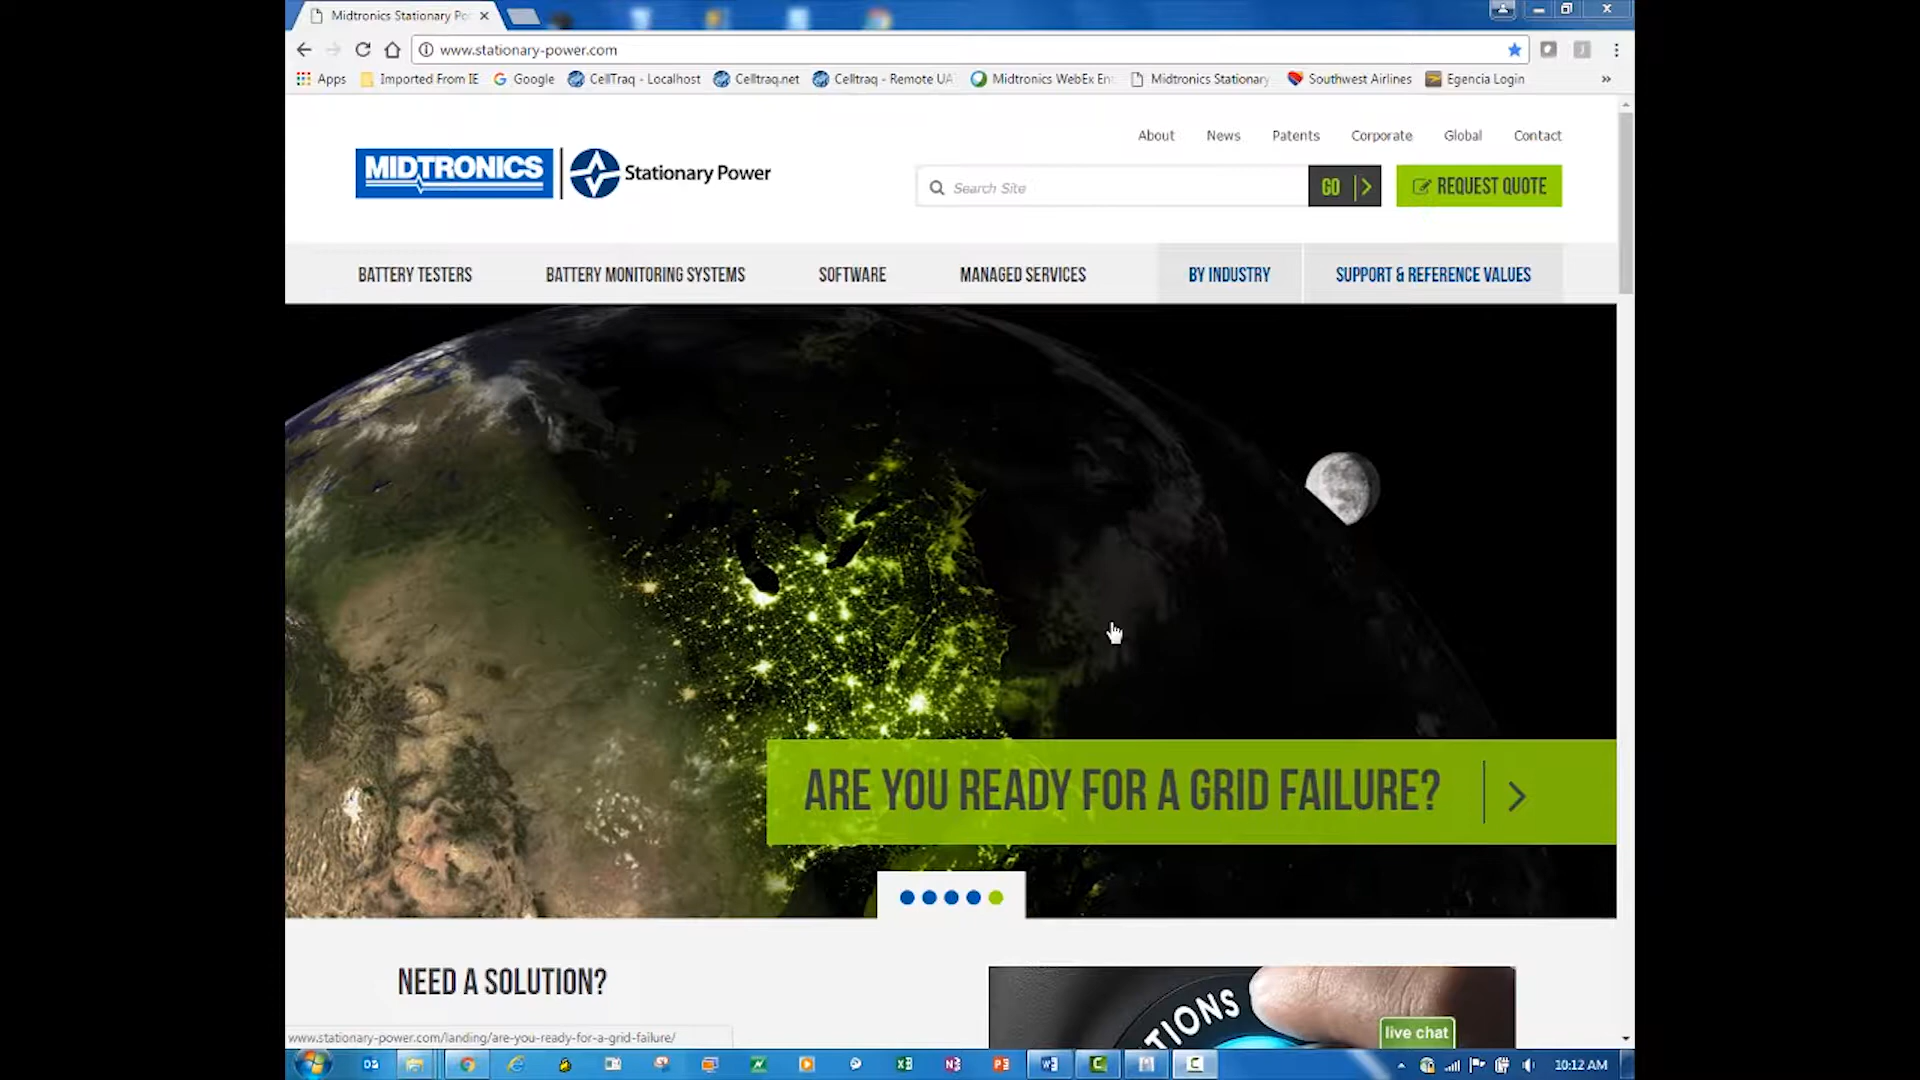 Midtronics Stationary Po
www.stationary-power.com
Apps Imported From IE Google CellTraq - Localhost Celltraq.net Celltraq - Remote UA Midtronics WebEx En Midtronics Stationary Southwest Airlines Egencia Login »
About News Patents Corporate Global Contact
MIDTRONICS Stationary Power
Search Site GO REQUEST QUOTE
BATTERY TESTERS BATTERY MONITORING SYSTEMS SOFTWARE MANAGED SERVICES BY INDUSTRY SUPPORT & REFERENCE VALUES
ARE YOU READY FOR A GRID FAILURE?
NEED A SOLUTION?
TIONS
live chat
www.stationary-power.com/landing/are-you-ready-for-a-grid-failure/
10:12 AM